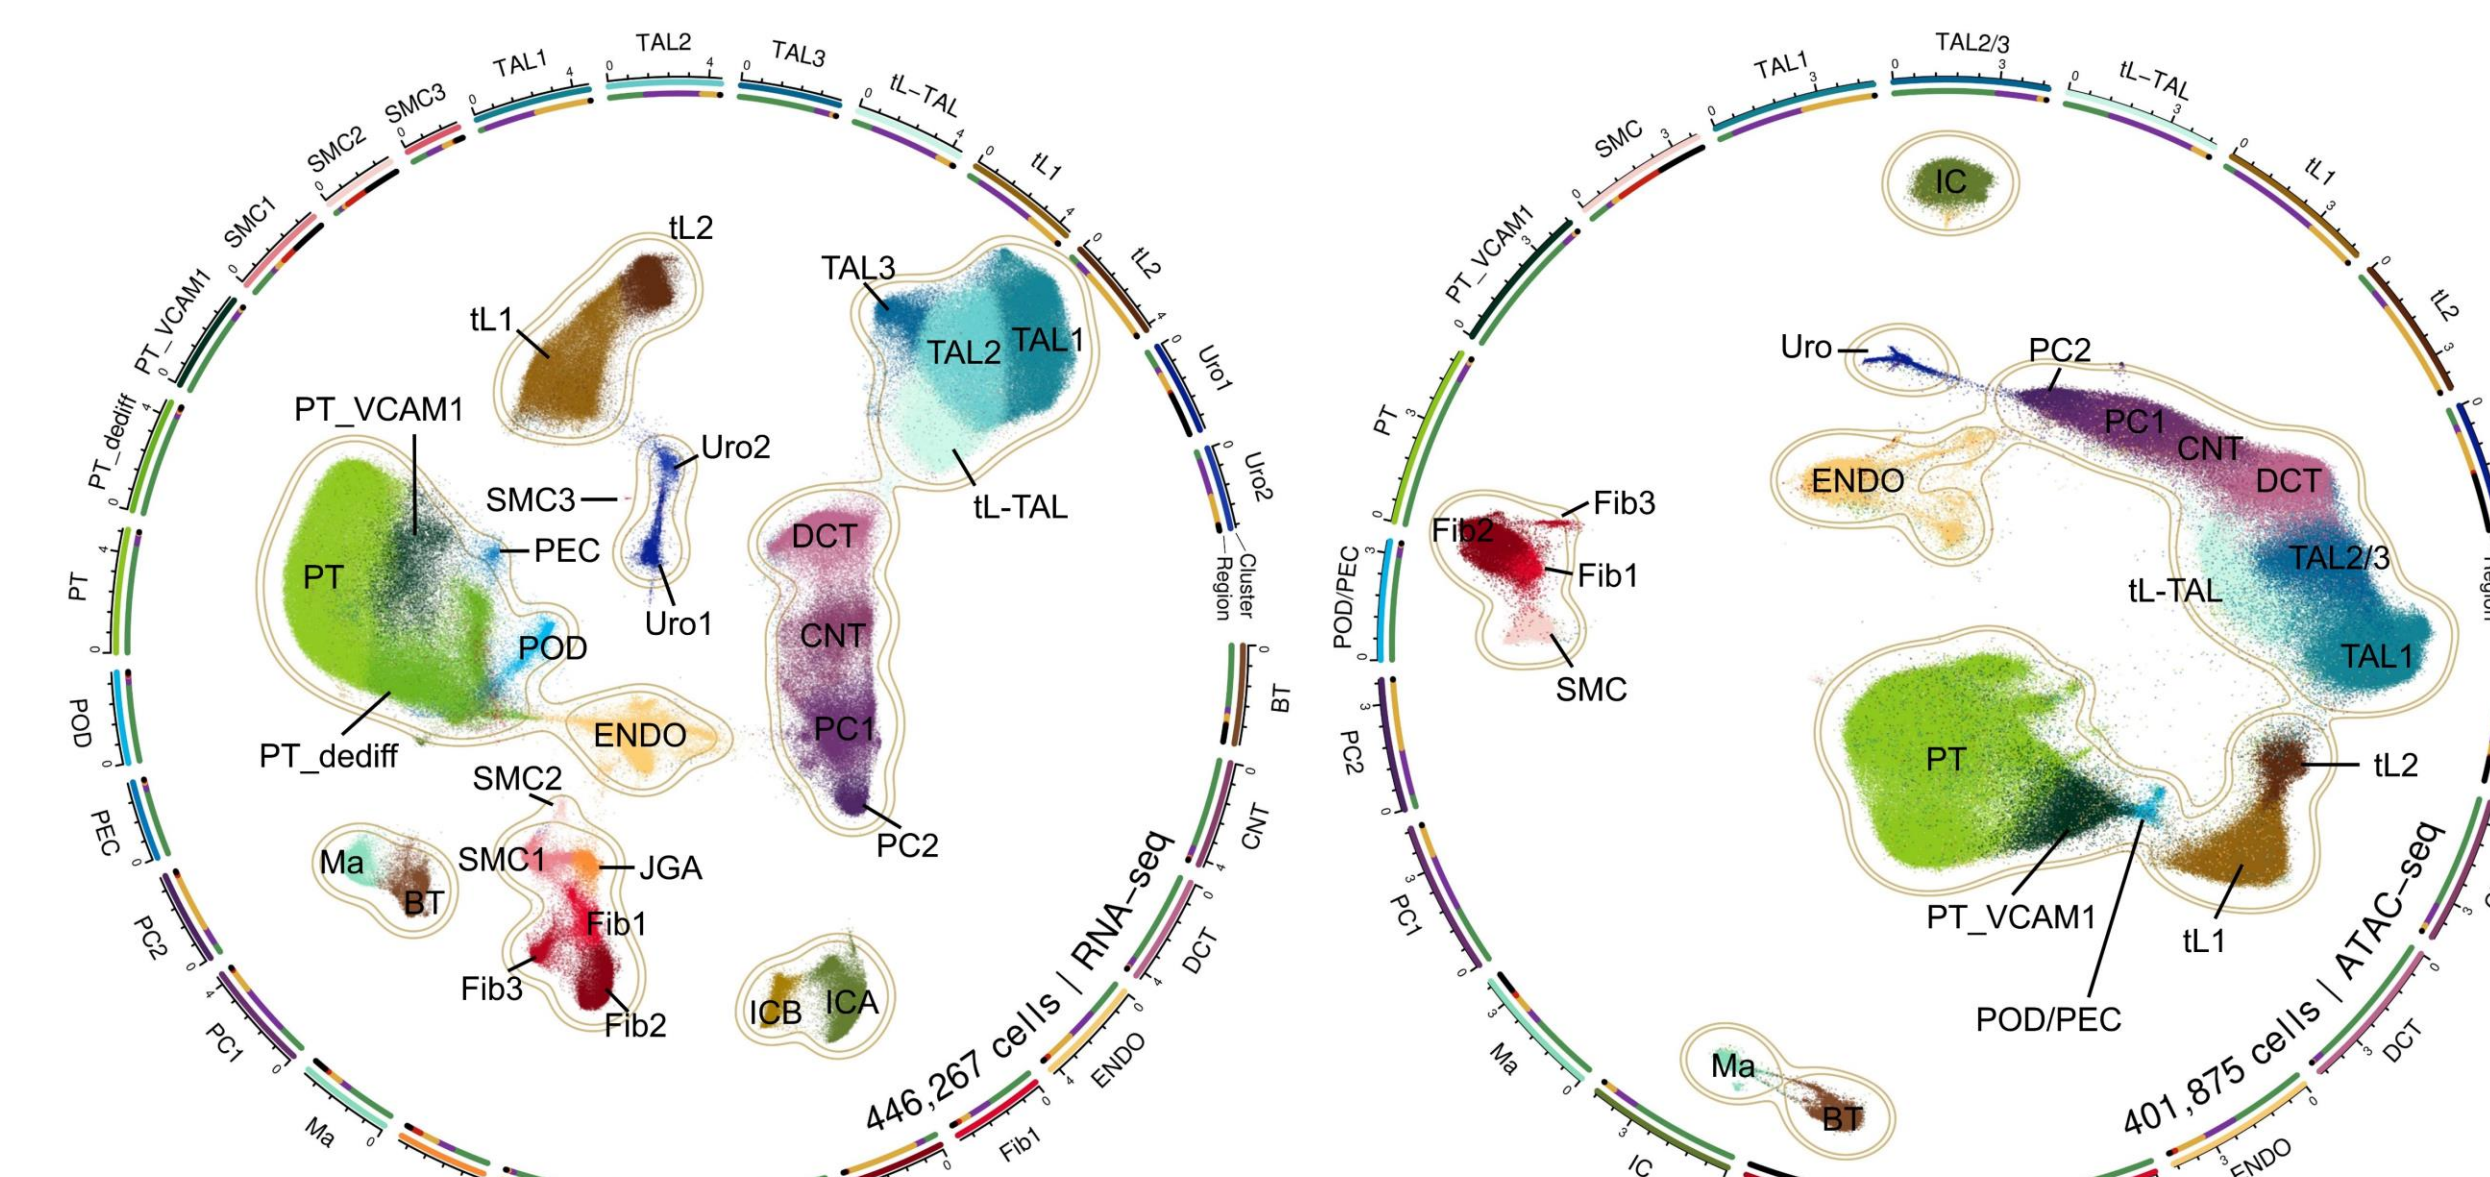 TAL1
TAL2
TAL3
tL–TAL
tL1
tL2
Uro1
Uro2
Cluster
Region
BT
CNT
DCT
ENDO
Fib1
Ma
PC1
PC2
PEC
POD
PT
PT_dediff
PT_VCAM1
SMC1
SMC2
SMC3
tL2
tL1
TAL3
TAL2
TAL1
tL-TAL
PT_VCAM1
Uro2
SMC3
PEC
Uro1
PT
POD
PT_dediff
ENDO
DCT
CNT
PC1
PC2
SMC2
Ma
BT
SMC1
JGA
Fib1
Fib3
Fib2
ICB
ICA
446,267 cells | RNA–seq
TAL1
TAL2/3
tL–TAL
tL1
tL2
DCT
ENDO
IC
Ma
PC1
PC2
POD/PEC
PT
PT_VCAM1
SMC
IC
Uro
PC2
PC1
CNT
DCT
ENDO
Fib2
Fib3
Fib1
SMC
TAL2/3
tL-TAL
TAL1
PT
tL2
PT_VCAM1
tL1
POD/PEC
Ma
BT
401,875 cells | ATAC–seq